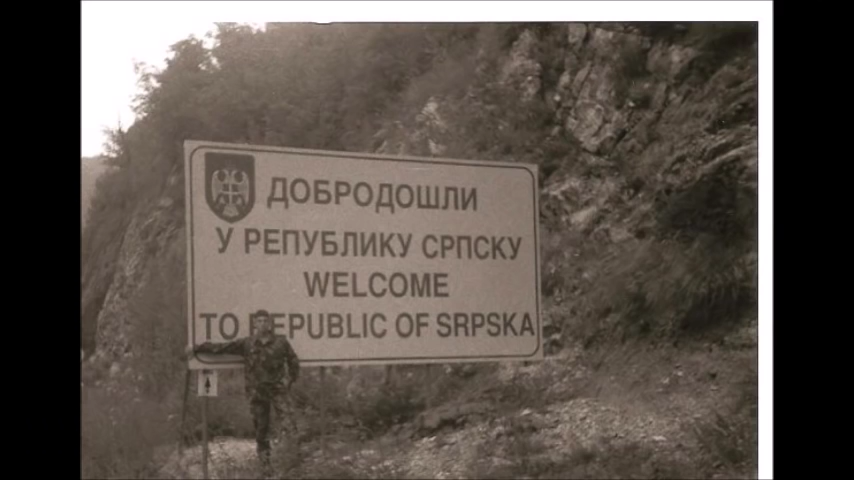 ДОБРОДОШЛИ
У РЕПУБЛИКУ СРПСКУ
WELCOME
TO REPUBLIC OF SRPSKA